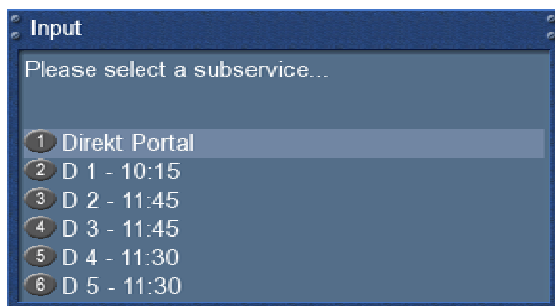 Input
Please select a subservice...
1 Direkt Portal
2 D 1 - 10:15
3 D 2 - 11:45
4 D 3 - 11:45
5 D 4 - 11:30
6 D 5 - 11:30